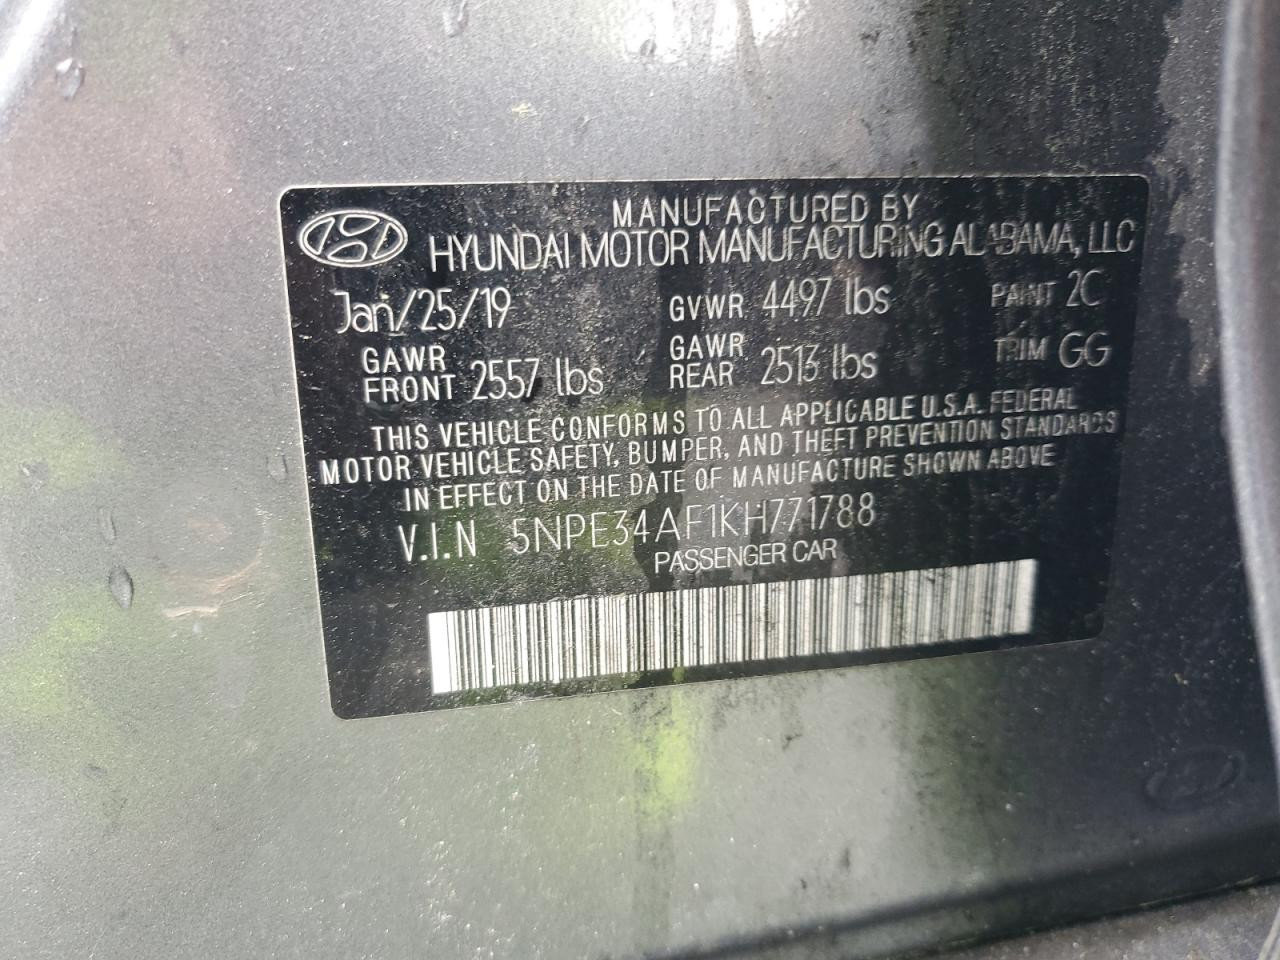 MANUFACTURED BY
HYUNDAI MOTOR MANUFACTURING ALABAMA, LLC
Jan/25/19 GVWR 4497 lbs PAINT 2C
GAWR FRONT 2557 lbs GAWR REAR 2513 lbs TRIM GG
THIS VEHICLE CONFORMS TO ALL APPLICABLE U.S.A. FEDERAL
MOTOR VEHICLE SAFETY, BUMPER, AND THEFT PREVENTION STANDARDS
IN EFFECT ON THE DATE OF MANUFACTURE SHOWN ABOVE
V.I.N 5NPE34AF1KH771788
PASSENGER CAR